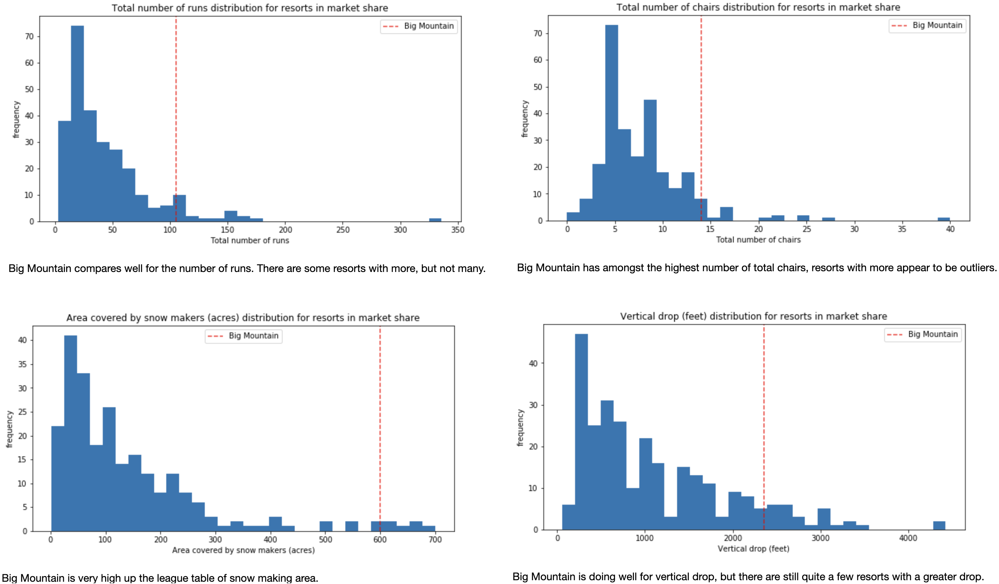 Total number of runs distribution for resorts in market share
Big Mountain
70
60
50
40
30
20
10
0
frequency
0 50 100 150 200 250 300 350
Total number of runs
Big Mountain compares well for the number of runs. There are some resorts with more, but not many.
Total number of chairs distribution for resorts in market share
Big Mountain
70
60
50
40
30
20
10
0
frequency
0 5 10 15 20 25 30 35 40
Total number of chairs
Big Mountain has amongst the highest number of total chairs, resorts with more appear to be outliers.
Area covered by snow makers (acres) distribution for resorts in market share
Big Mountain
40
35
30
25
20
15
10
5
0
frequency
0 100 200 300 400 500 600 700
Area covered by snow makers (acres)
Big Mountain is very high up the league table of snow making area.
Vertical drop (feet) distribution for resorts in market share
Big Mountain
40
30
20
10
0
frequency
0 1000 2000 3000 4000
Vertical drop (feet)
Big Mountain is doing well for vertical drop, but there are still quite a few resorts with a greater drop.